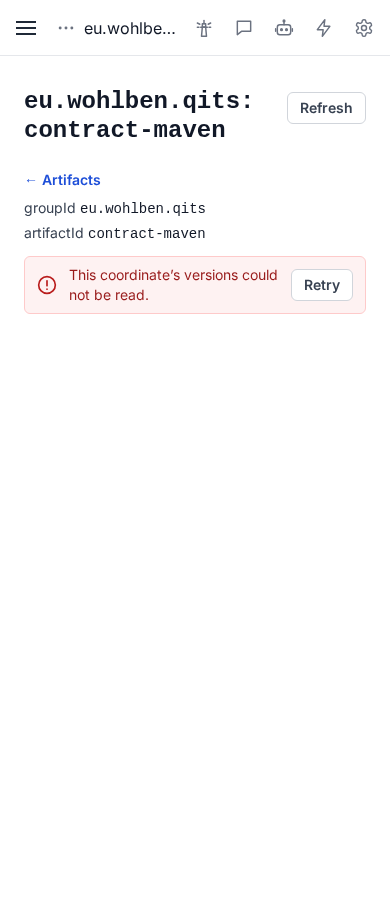 eu.wohlbe...
eu.wohlben.qits:
contract-maven
Refresh
← Artifacts
groupId eu.wohlben.qits
artifactId contract-maven
This coordinate’s versions could
not be read.
Retry